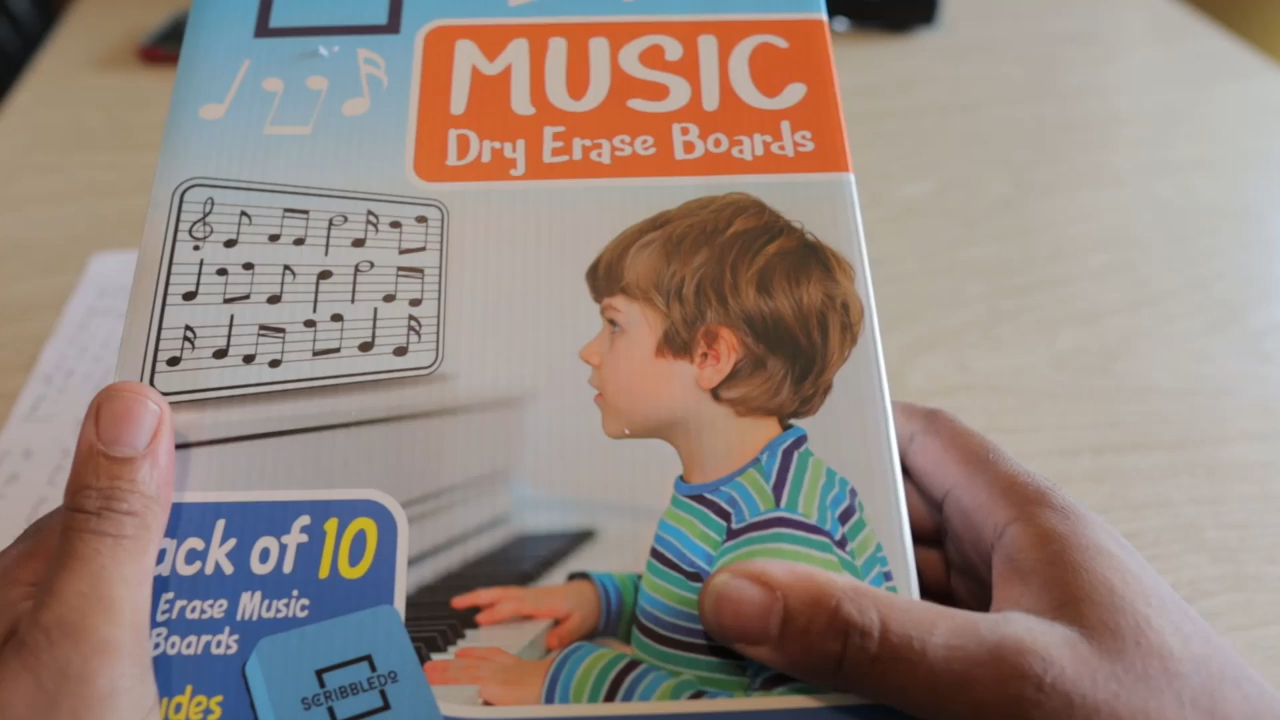 MUSIC
Dry Erase Boards
ack of 10
Erase Music
Boards
udes
SCRIBBLEDO